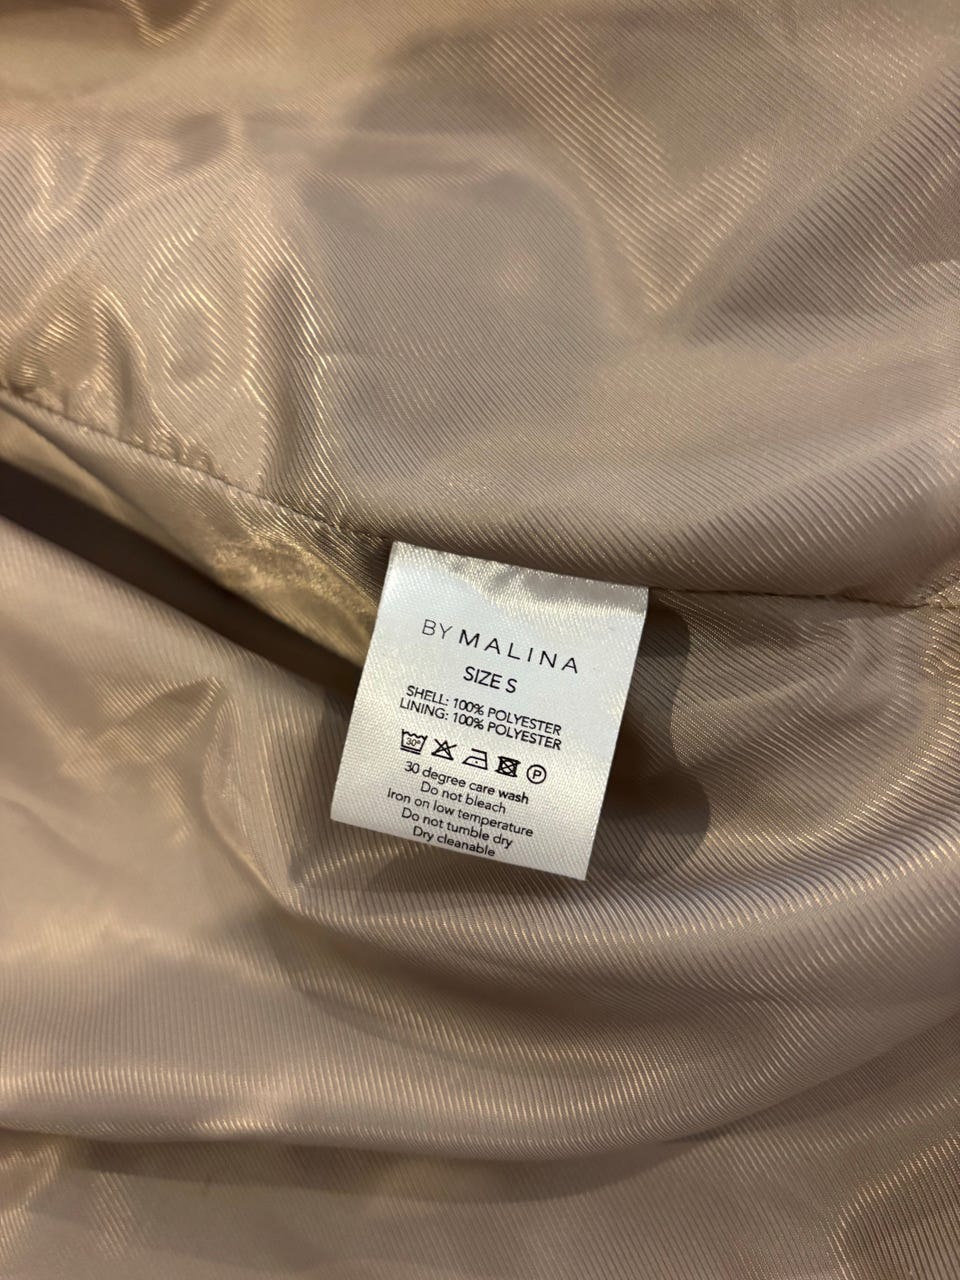 BY MALINA
SIZE S
SHELL: 100% POLYESTER
LINING: 100% POLYESTER
30° P
30 degree care wash
Do not bleach
Iron on low temperature
Do not tumble dry
Dry cleanable